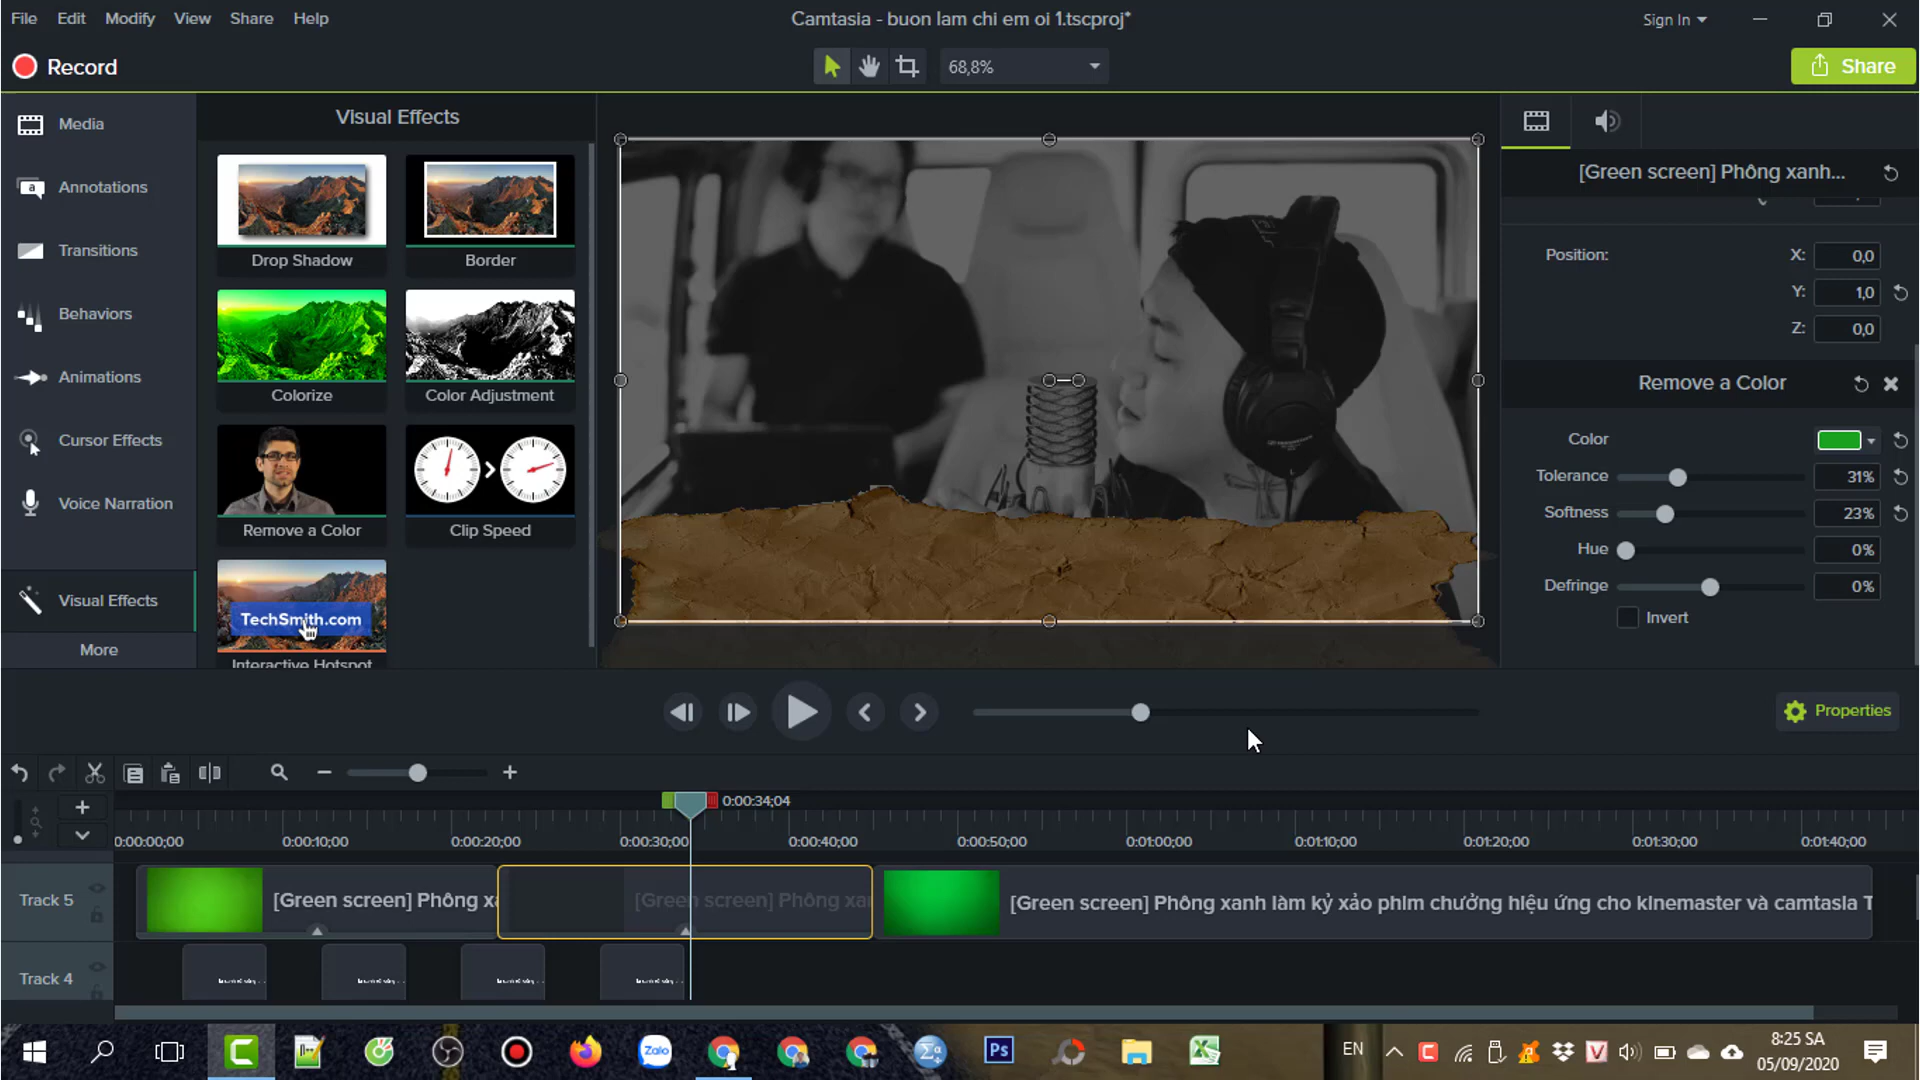 File Edit Modify View Share Help
Camtasia - buon lam chi em oi 1.tscproj*
Sign In
Record
68,8%
Share
Media
Annotations
Transitions
Behaviors
Animations
Cursor Effects
Voice Narration
Visual Effects
More
Visual Effects
Drop Shadow
Border
Colorize
Color Adjustment
Remove a Color
Clip Speed
TechSmith.com
Interactive Hotspot
[Green screen] Phông xanh...
Position:
X: 0,0
Y: 1,0
Z: 0,0
Remove a Color
Color
Tolerance 31%
Softness 23%
Hue 0%
Defringe 0%
Invert
Properties
0:00:34;04
0:00:00;00 0:00:10;00 0:00:20;00 0:00:30;00 0:00:40;00 0:00:50;00 0:01:00;00 0:01:10;00 0:01:20;00 0:01:30;00 0:01:40;00
Track 5
[Green screen] Phông x
[Green screen] Phông xa
[Green screen] Phông xanh làm kỷ xảo phim chưởng hiệu ứng cho kinemaster và camtasia T
Track 4
Zalo
Ps
EN
8:25 SA
05/09/2020